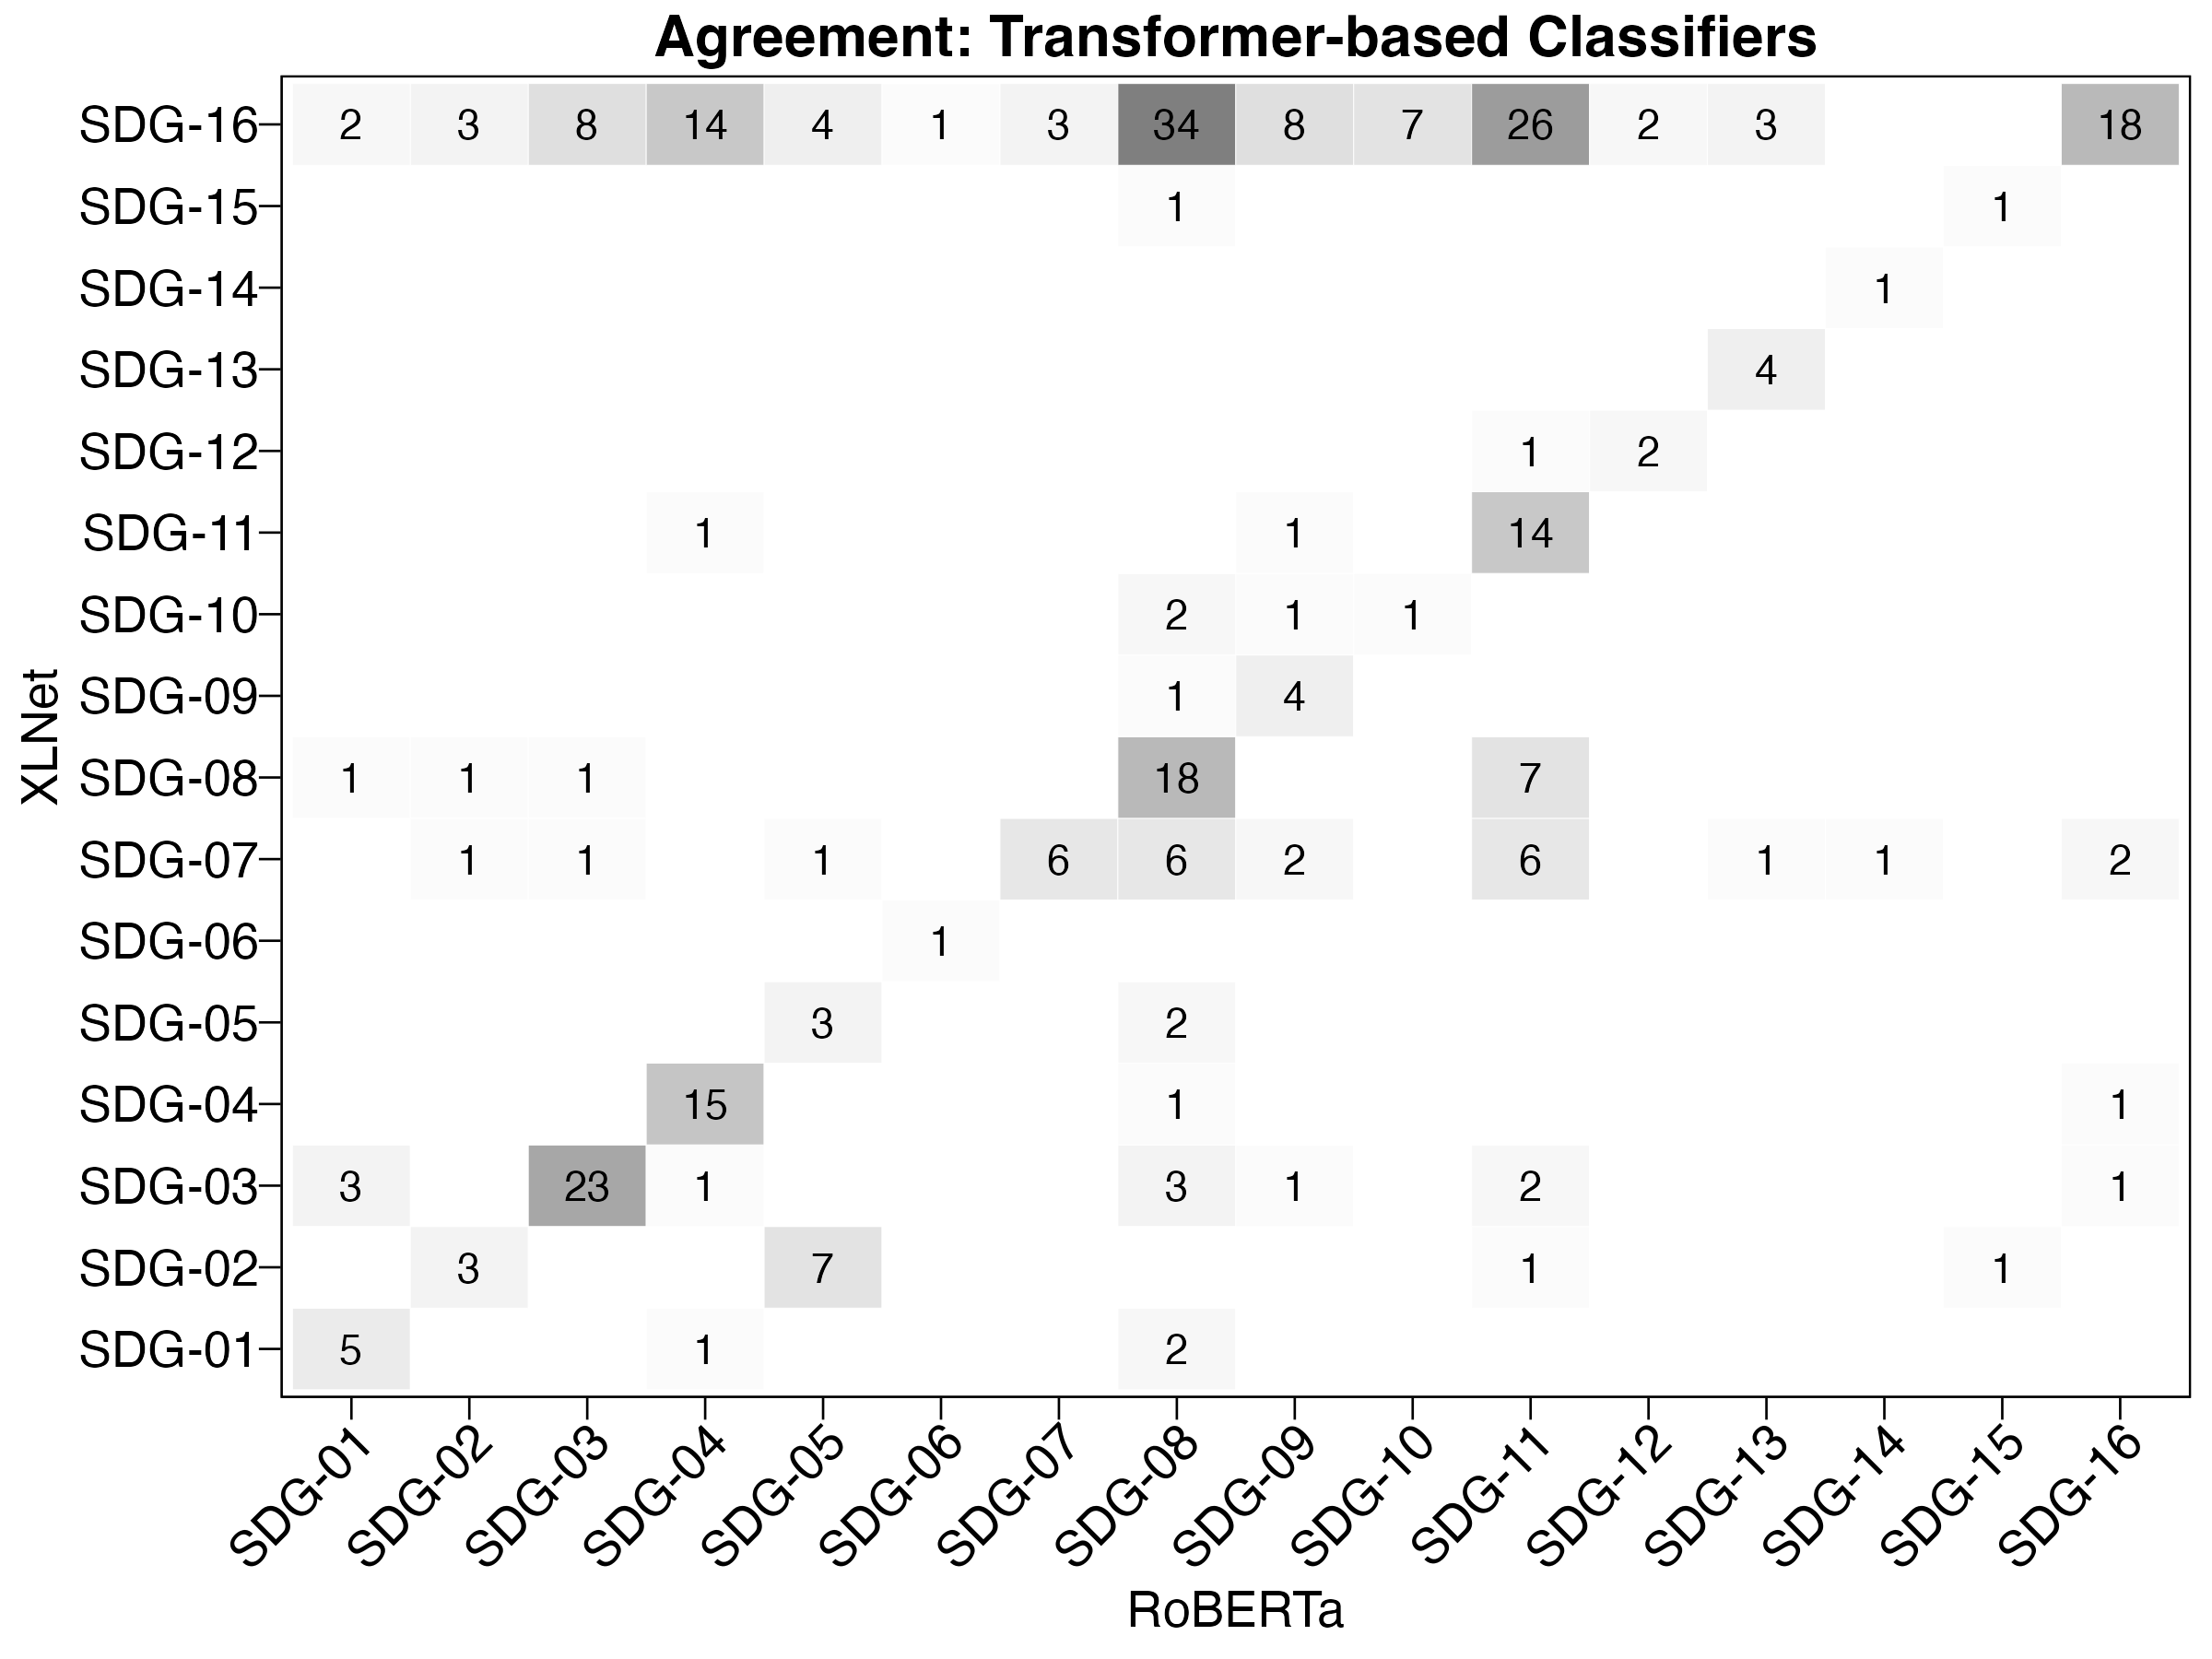 Agreement: Transformer-based Classifiers
SDG-16 2 3 8 14 4 1 3 34 8 7 26 2 3 18
SDG-15 1 1
SDG-14 1
SDG-13 4
SDG-12 1 2
SDG-11 1 1 14
SDG-10 2 1 1
SDG-09 1 4
SDG-08 1 1 1 18 7
SDG-07 1 1 1 6 6 2 6 1 1 2
SDG-06 1
SDG-05 3 2
SDG-04 15 1 1
SDG-03 3 23 1 3 1 2 1
SDG-02 3 7 1 1
SDG-01 5 1 2
XLNet
SDG-01 SDG-02 SDG-03 SDG-04 SDG-05 SDG-06 SDG-07 SDG-08 SDG-09 SDG-10 SDG-11 SDG-12 SDG-13 SDG-14 SDG-15 SDG-16
RoBERTa